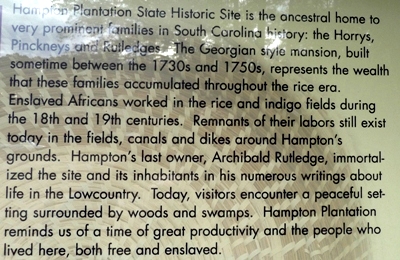 Hampton Plantation State Historic Site is the ancestral home to
very prominent families in South Carolina history: the Horrys,
Pinckneys and Rutledges. The Georgian style mansion, built
sometime between the 1730s and 1750s, represents the wealth
that these families accumulated throughout the rice era.
Enslaved Africans worked in the rice and indigo fields during
the 18th and 19th centuries. Remnants of their labors still exist
today in the fields, canals and dikes around Hampton's
grounds. Hampton's last owner, Archibald Rutledge, immortal-
ized the site and its inhabitants in his numerous writings about
life in the Lowcountry. Today, visitors encounter a peaceful set-
ting surrounded by woods and swamps. Hampton Plantation
reminds us of a time of great productivity and the people who
lived here, both free and enslaved.